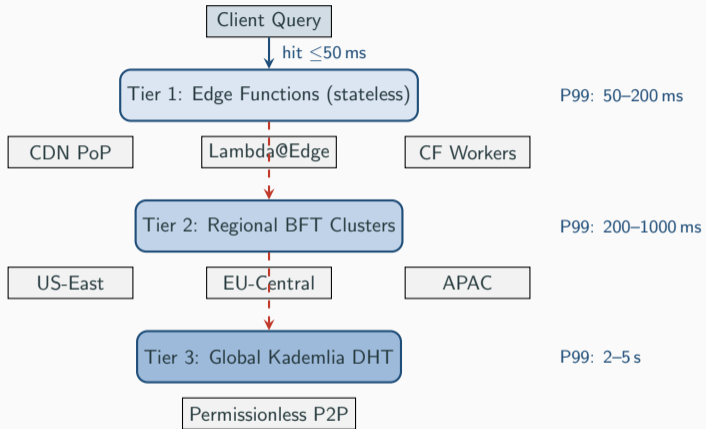 Client Query
hit ≤50 ms
Tier 1: Edge Functions (stateless)
P99: 50–200 ms
CDN PoP
Lambda@Edge
CF Workers
Tier 2: Regional BFT Clusters
P99: 200–1000 ms
US-East
EU-Central
APAC
Tier 3: Global Kademlia DHT
P99: 2–5 s
Permissionless P2P